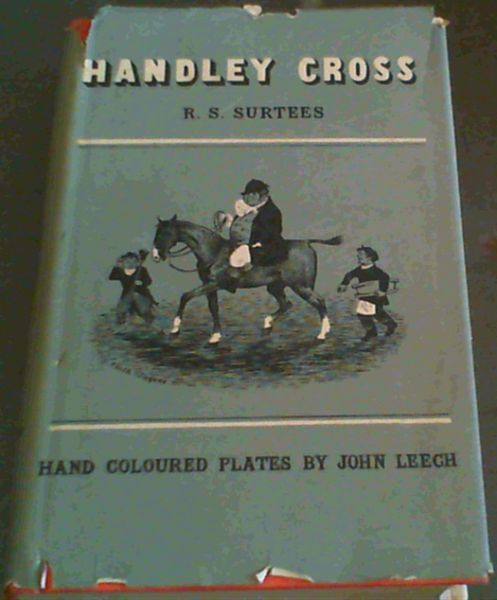 HANDLEY CROSS
R. S. SURTEES
HAND COLOURED PLATES BY JOHN LEECH